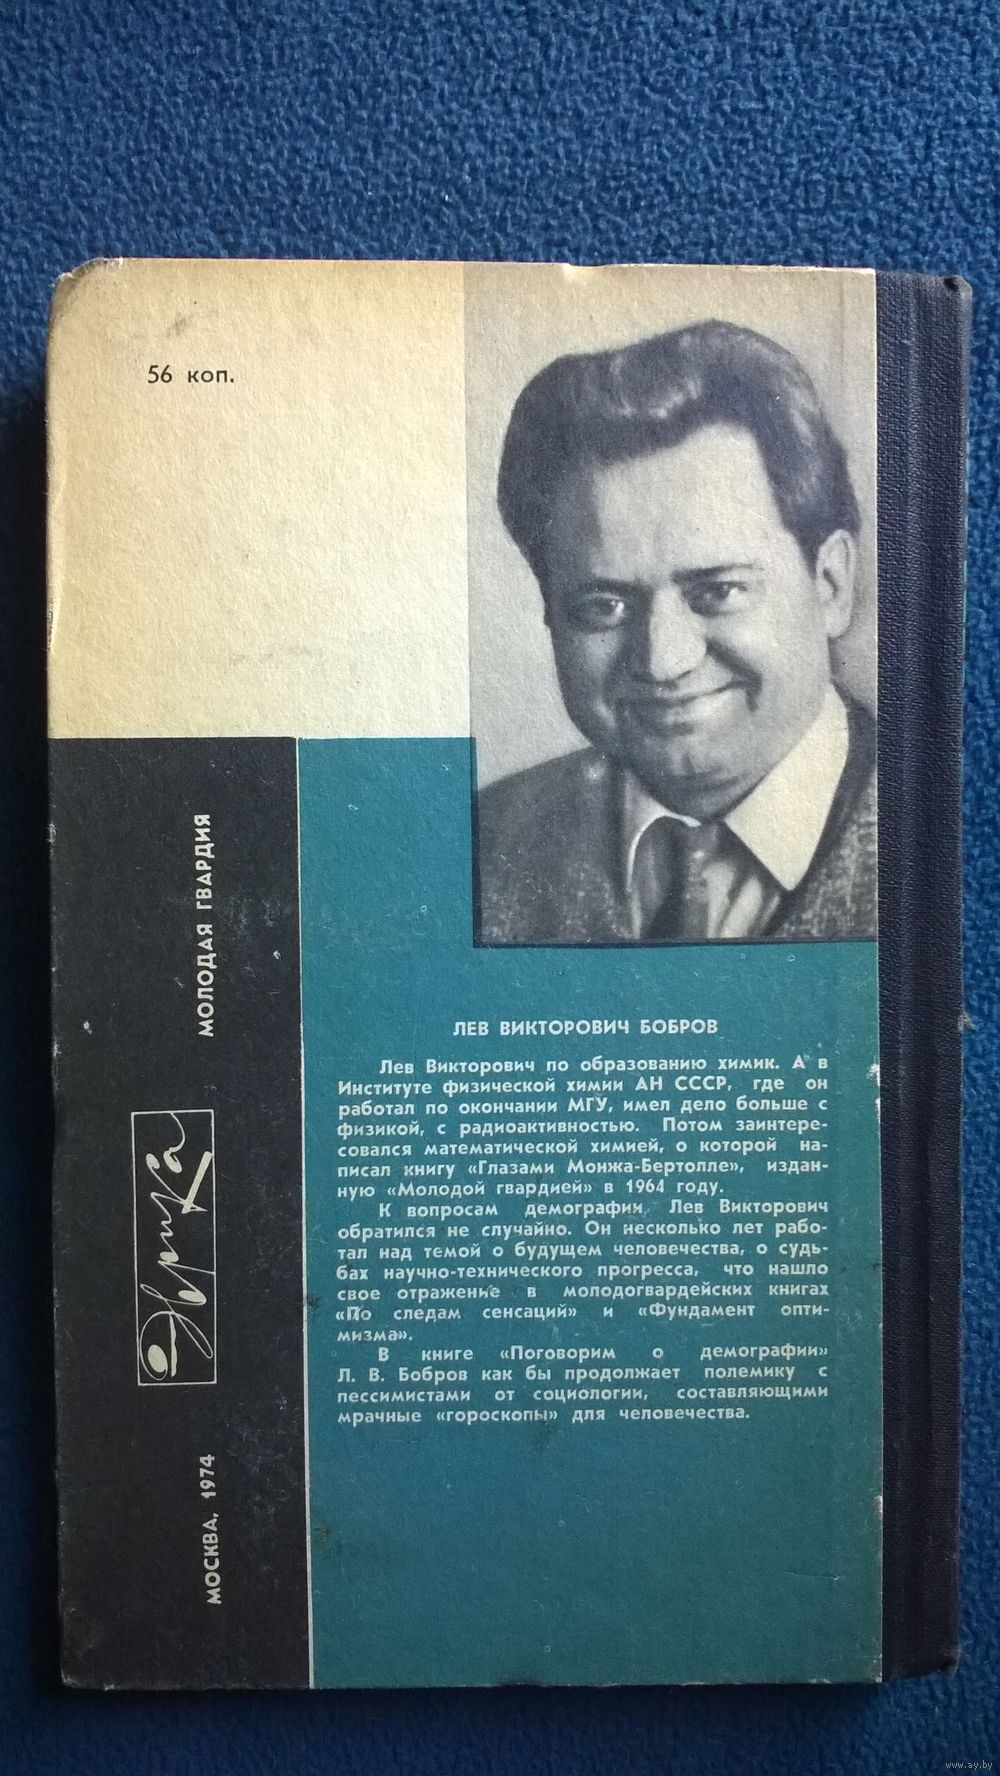 56 коп.
МОЛОДАЯ ГВАРДИЯ
Эврика
МОСКВА, 1974
ЛЕВ ВИКТОРОВИЧ БОБРОВ
Лев Викторович по образованию химик. А в
Институте физической химии АН СССР, где он
работал по окончании МГУ, имел дело больше с
физикой, с радиоактивностью. Потом заинтере-
совался математической химией, о которой на-
писал книгу «Глазами Монжа-Бертолле», издан-
ную «Молодой гвардией» в 1964 году.
К вопросам демографии Лев Викторович
обратился не случайно. Он несколько лет рабо-
тал над темой о будущем человечества, о судь-
бах научно-технического прогресса, что нашло
свое отражение в молодогвардейских книгах
«По следам сенсаций» и «Фундамент опти-
мизма».
В книге «Поговорим о демографии»
Л. В. Бобров как бы продолжает полемику с
пессимистами от социологии, составляющими
мрачные «гороскопы» для человечества.
www.ay.by